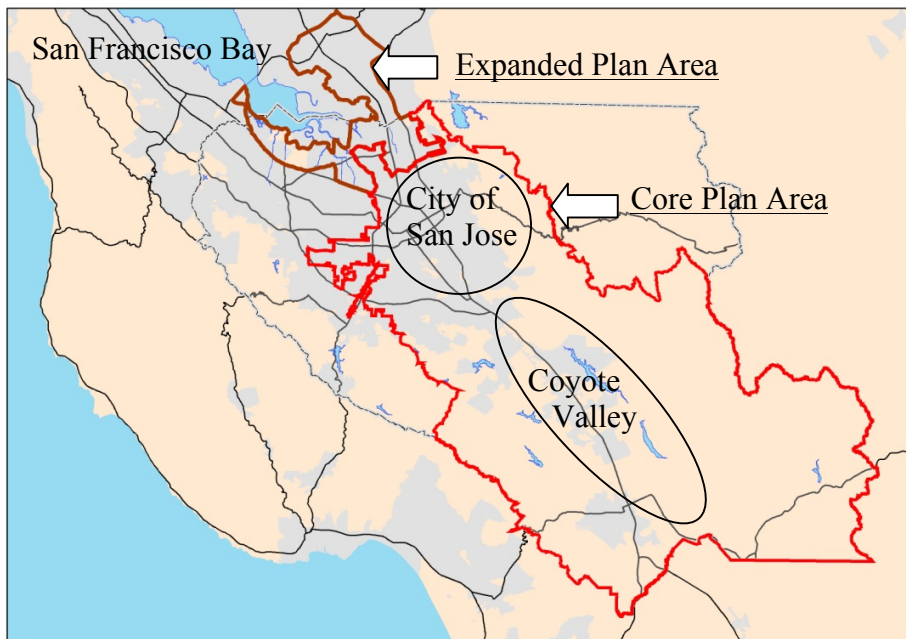 San Francisco Bay
Expanded Plan Area
City of
San Jose
Core Plan Area
Coyote
Valley